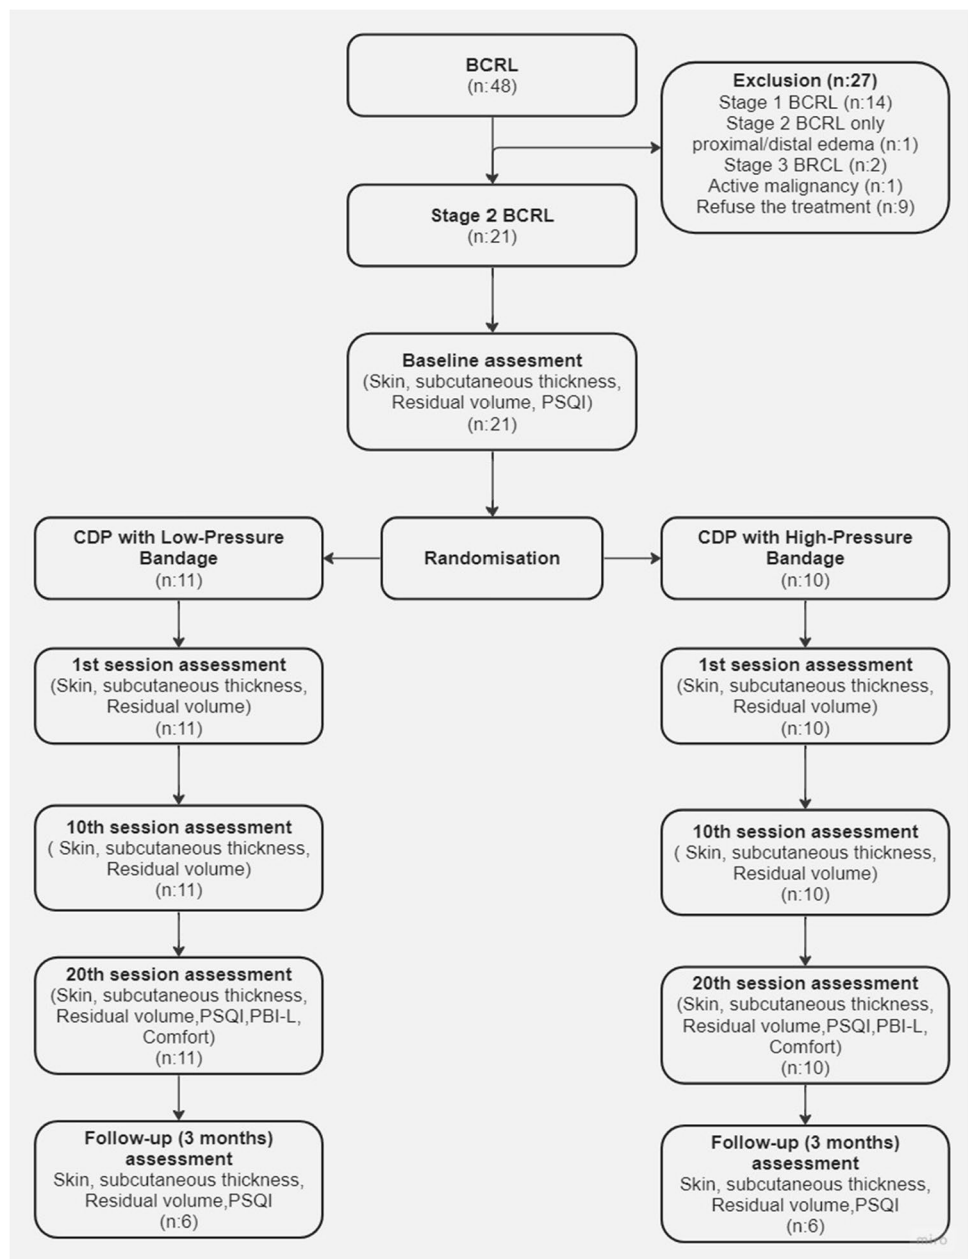 BCRL
(n:48)
Exclusion (n:27)
Stage 1 BCRL (n:14)
Stage 2 BCRL only
proximal/distal edema (n:1)
Stage 3 BRCL (n:2)
Active malignancy (n:1)
Refuse the treatment (n:9)
Stage 2 BCRL
(n:21)
Baseline assesment
(Skin, subcutaneous thickness,
Residual volume, PSQI)
(n:21)
Randomisation
CDP with Low-Pressure
Bandage
(n:11)
1st session assessment
(Skin, subcutaneous thickness,
Residual volume)
(n:11)
10th session assessment
( Skin, subcutaneous thickness,
Residual volume)
(n:11)
20th session assessment
(Skin, subcutaneous thickness,
Residual volume,PSQI,PBI-L,
Comfort)
(n:11)
Follow-up (3 months)
assessment
Skin, subcutaneous thickness,
Residual volume,PSQI
(n:6)
CDP with High-Pressure
Bandage
(n:10)
1st session assessment
(Skin, subcutaneous thickness,
Residual volume)
(n:10)
10th session assessment
( Skin, subcutaneous thickness,
Residual volume)
(n:10)
20th session assessment
(Skin, subcutaneous thickness,
Residual volume,PSQI,PBI-L,
Comfort)
(n:10)
Follow-up (3 months)
assessment
Skin, subcutaneous thickness,
Residual volume,PSQI
(n:6)
miro